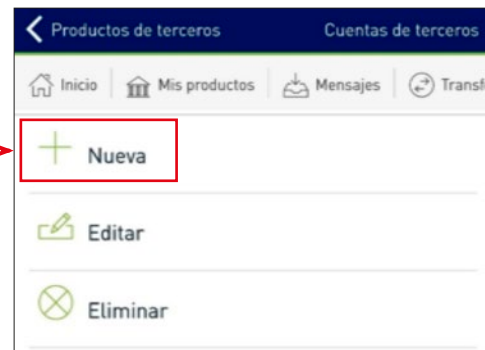 Productos de terceros Cuentas de terceros
Inicio Mis productos Mensajes Transf
Nueva
Editar
Eliminar